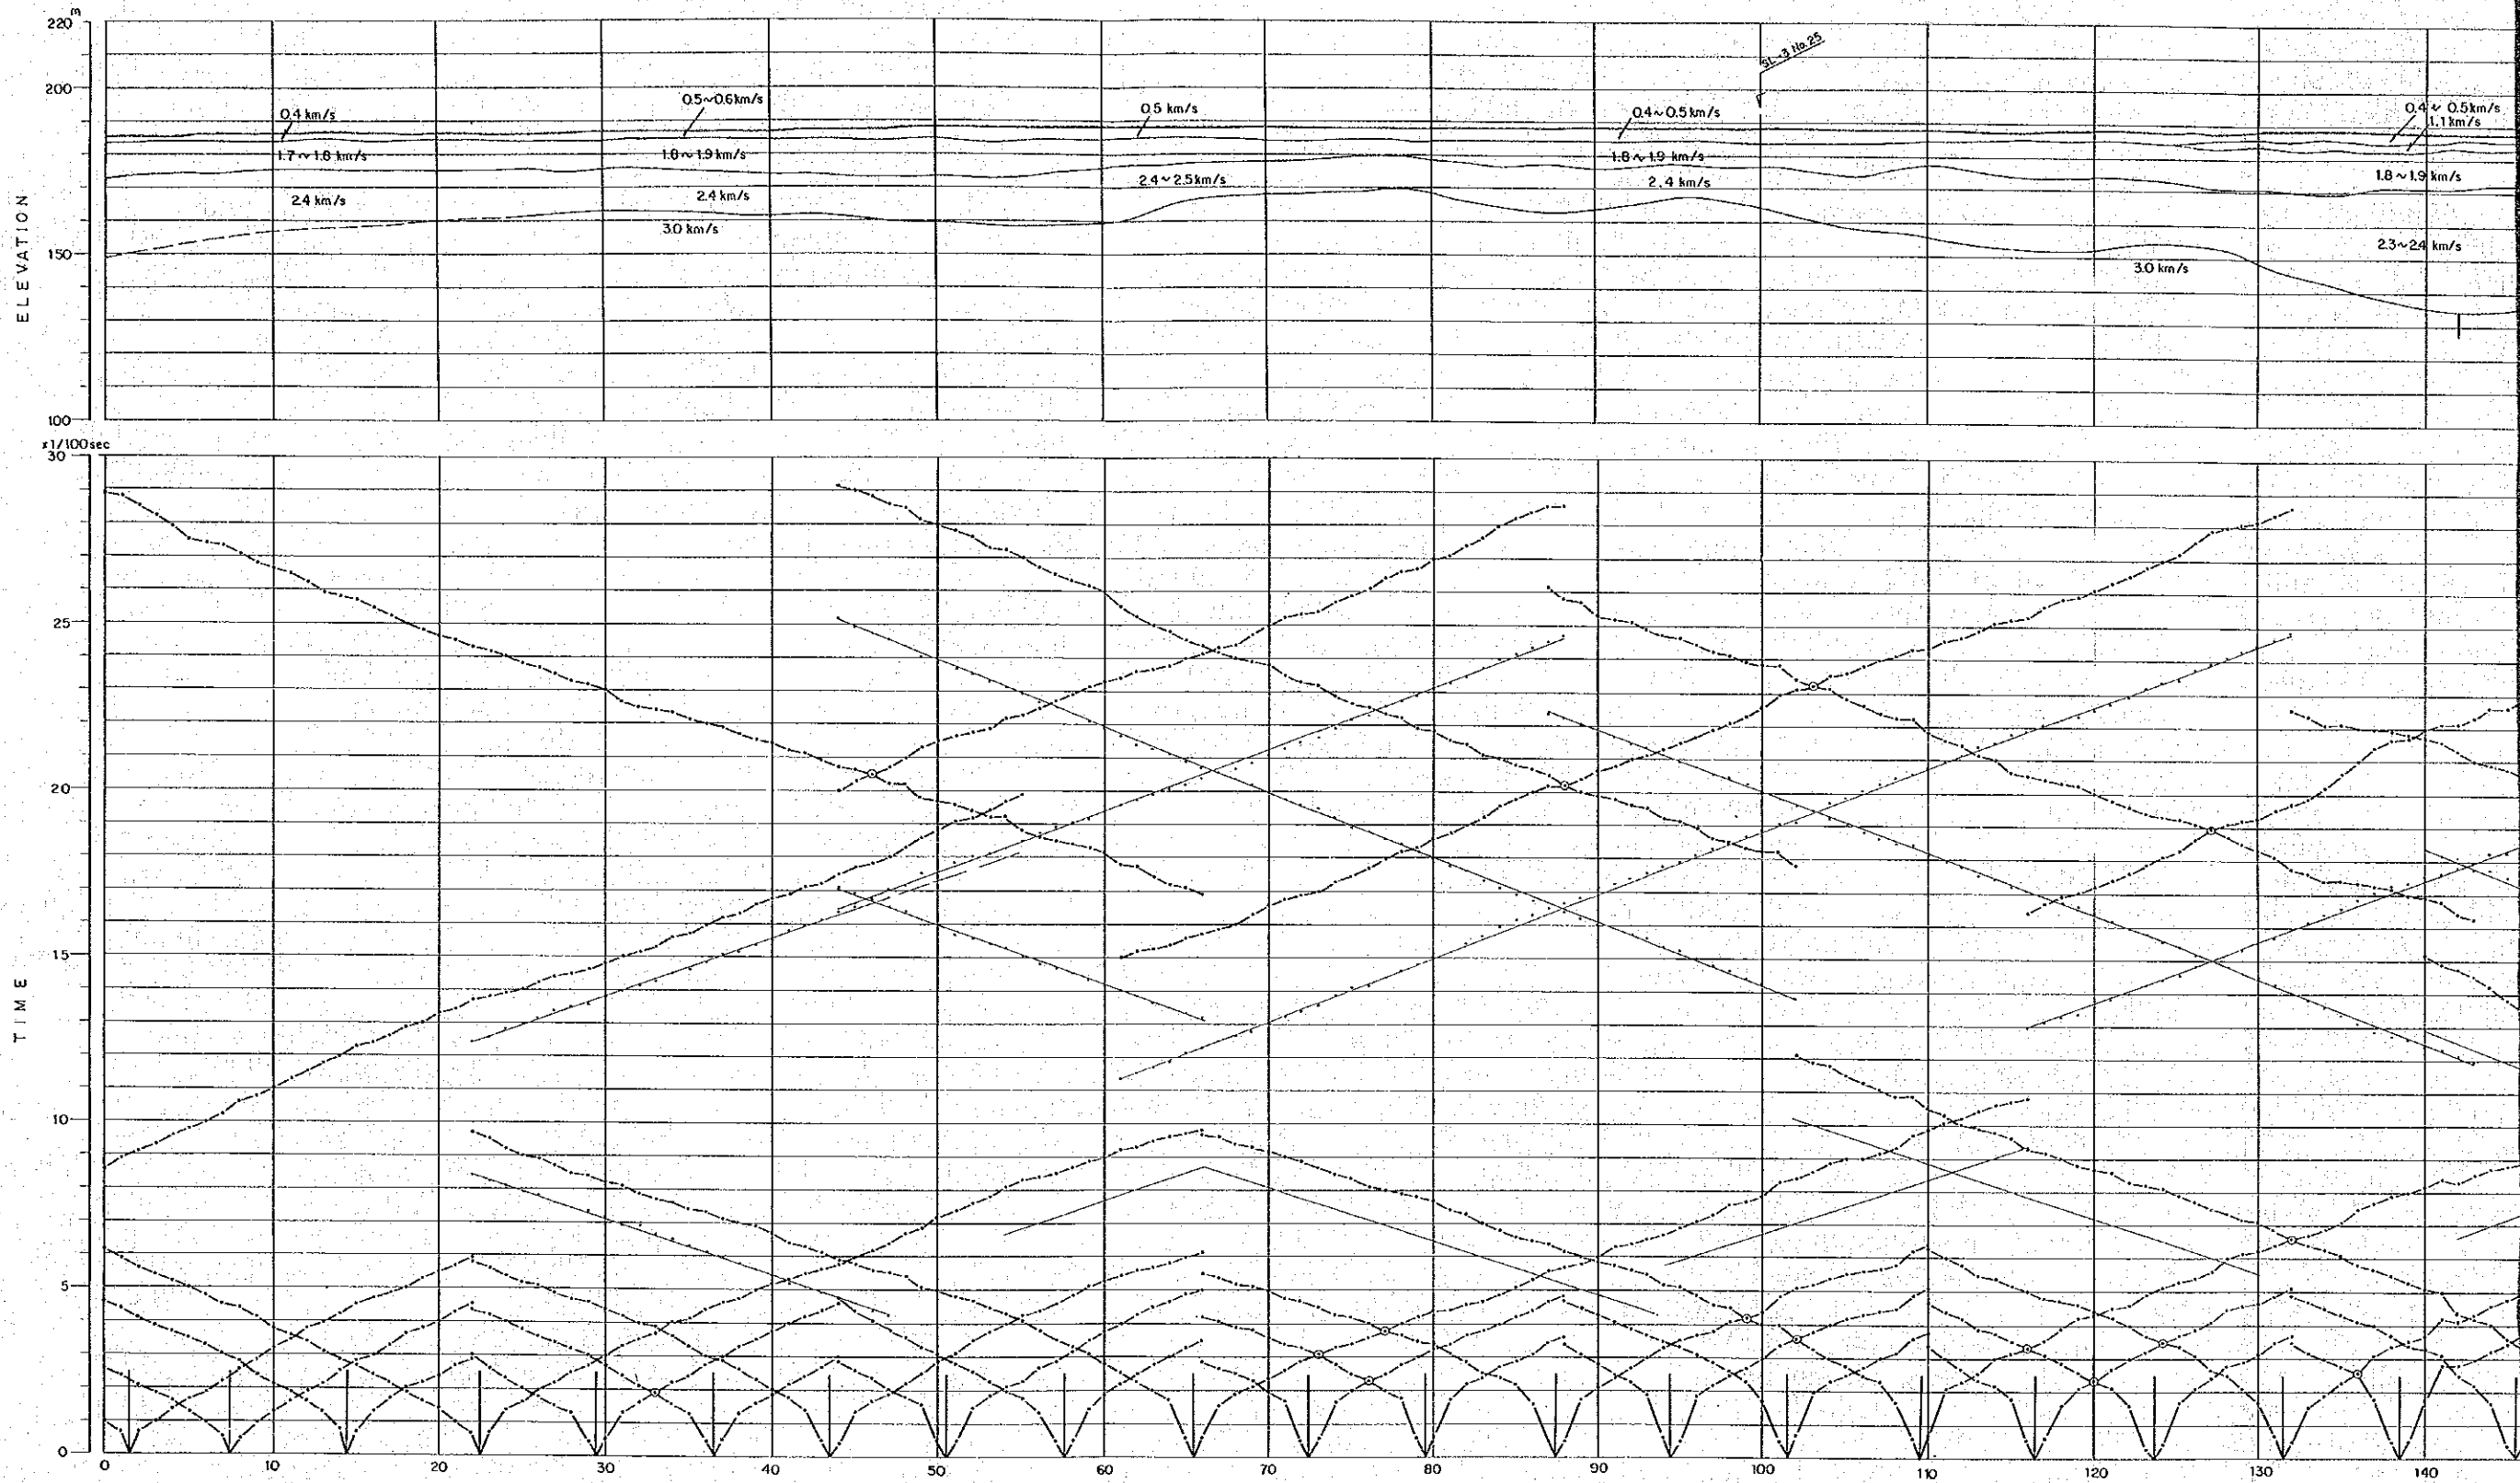 m
220
SL-3 No.25
200
0.4 km/s
0.5~0.6km/s
0.5 km/s
0.4~0.5km/s
0.4~0.5km/s
1.1km/s
1.7~1.8 km/s
1.8~1.9 km/s
1.8~1.9 km/s
1.8~1.9 km/s
2.4 km/s
2.4 km/s
2.4~2.5km/s
2.4 km/s
2.3~2.4 km/s
3.0 km/s
3.0 km/s
150
100
ELEVATION
x1/100sec
30
25
20
15
10
5
0
TIME
0 10 20 30 40 50 60 70 80 90 100 110 120 130 140